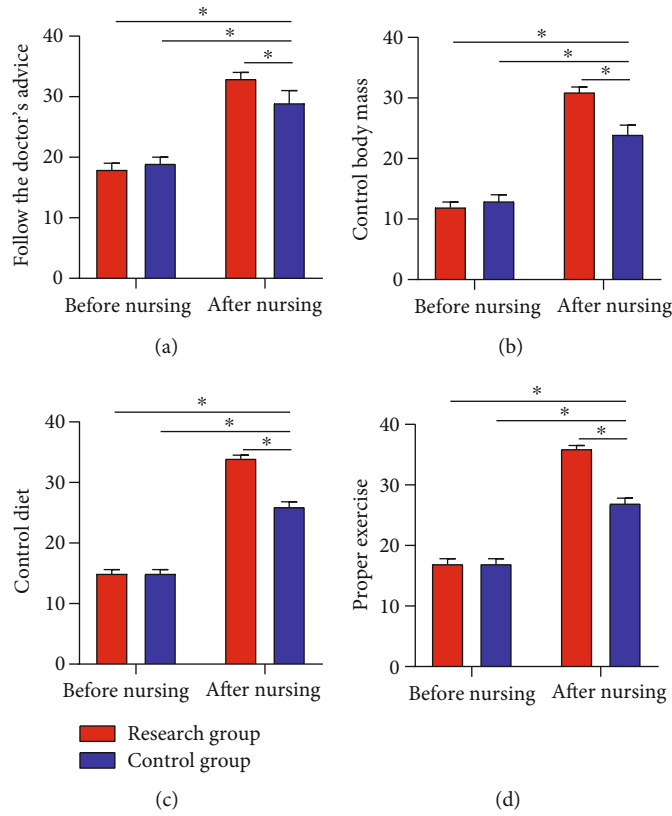 *
*
*
40
30
20
10
0
Follow the doctor's advice
Before nursing
After nursing
(a)
*
*
*
40
30
20
10
0
Control body mass
Before nursing
After nursing
(b)
*
*
*
40
30
20
10
0
Control diet
Before nursing
After nursing
Research group
Control group
(c)
*
*
*
40
30
20
10
0
Proper exercise
Before nursing
After nursing
(d)